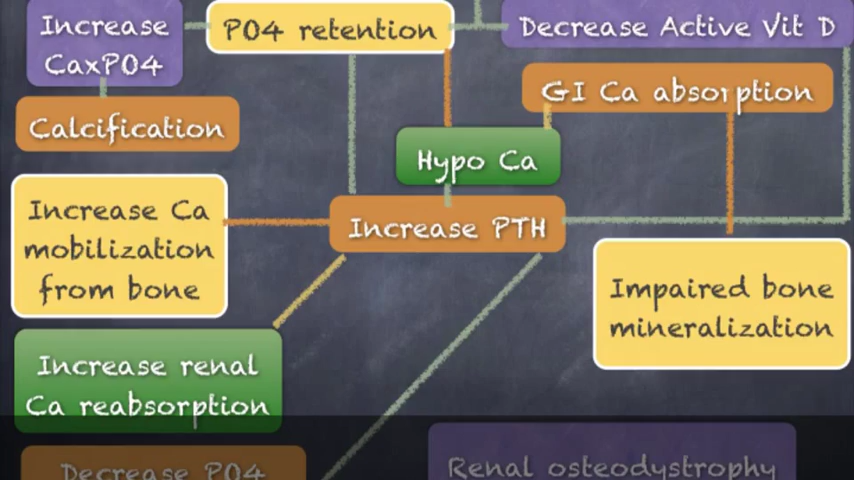 Increase
CaxPO4
PO4 retention
Decrease Active Vit D
GI Ca absorption
Calcification
Hypo Ca
Increase Ca
mobilization
from bone
Increase PTH
Impaired bone
mineralization
Increase renal
Ca reabsorption
Decrease PO4
Renal osteodystrophy